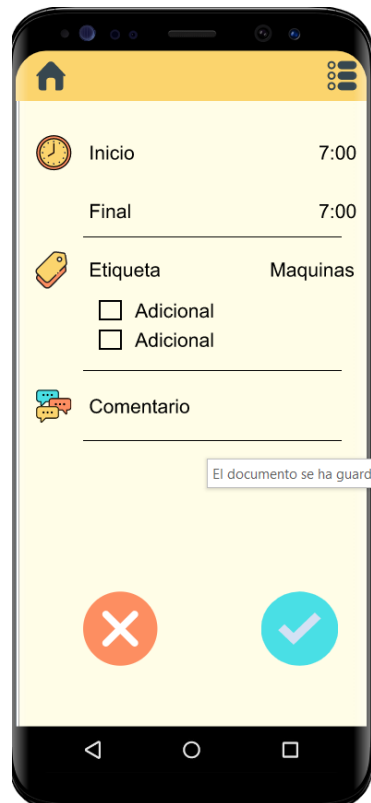 Inicio 7:00
Final 7:00
Etiqueta Maquinas
Adicional
Adicional
Comentario
El documento se ha guard